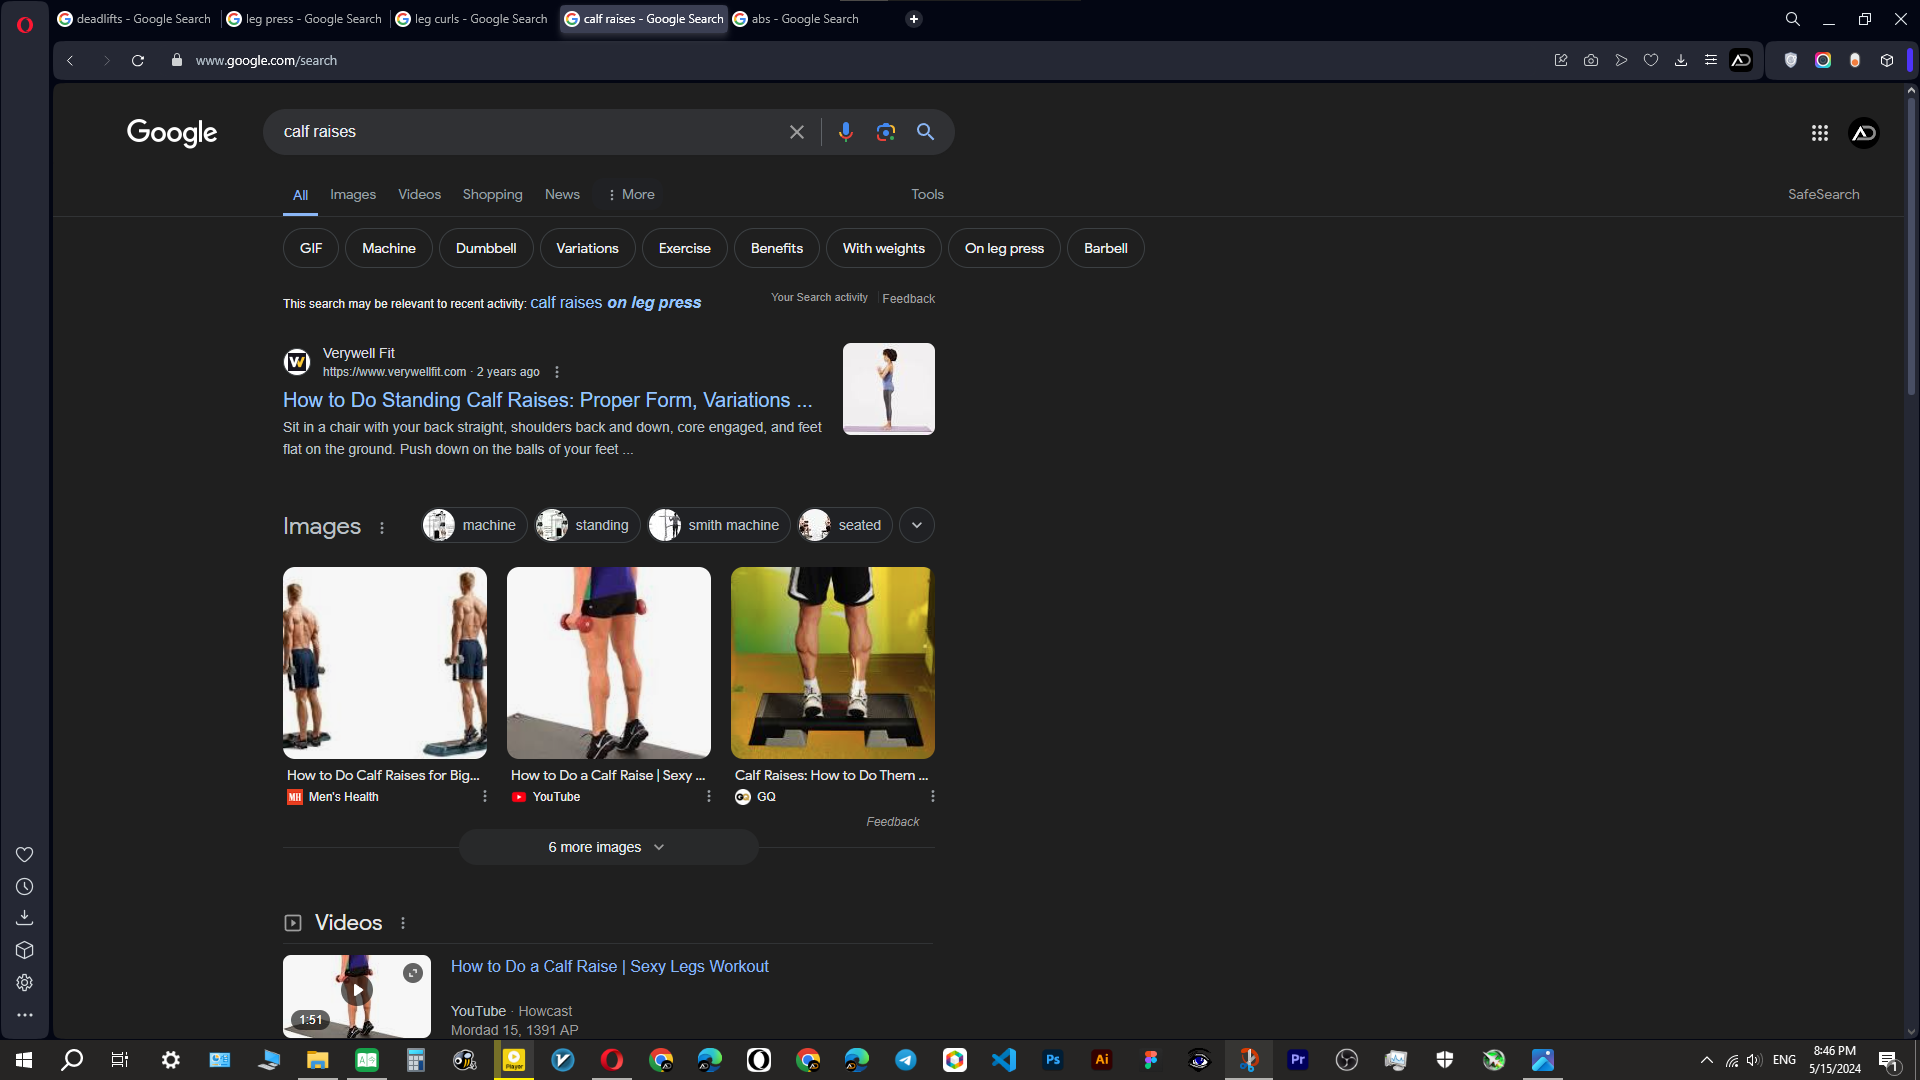 deadlifts - Google Search
leg press - Google Search
leg curls - Google Search
calf raises - Google Search
abs - Google Search
www.google.com/search
Google
calf raises
All
Images
Videos
Shopping
News
More
Tools
SafeSearch
GIF
Machine
Dumbbell
Variations
Exercise
Benefits
With weights
On leg press
Barbell
This search may be relevant to recent activity: calf raises on leg press
Your Search activity
Feedback
Verywell Fit
https://www.verywellfit.com · 2 years ago
How to Do Standing Calf Raises: Proper Form, Variations ...
Sit in a chair with your back straight, shoulders back and down, core engaged, and feet
flat on the ground. Push down on the balls of your feet ...
Images
machine
standing
smith machine
seated
How to Do Calf Raises for Big...
How to Do a Calf Raise | Sexy ...
Calf Raises: How to Do Them ...
MH
Men's Health
YouTube
GQ
Feedback
6 more images
Videos
How to Do a Calf Raise | Sexy Legs Workout
1:51
YouTube · Howcast
Mordad 15, 1391 AP
Player
Ps
Ai
Pr
ENG
8:46 PM
5/15/2024
1